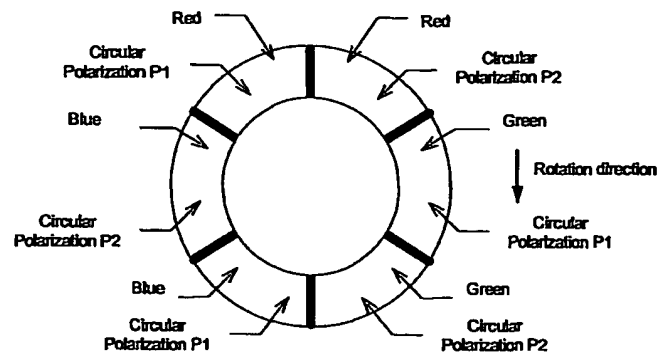 Red
Red
Circular
Polarization P1
Circular
Polarization P2
Blue
Green
Rotation direction
Circular
Polarization P2
Circular
Polarization P1
Blue
Green
Circular
Polarization P1
Circular
Polarization P2